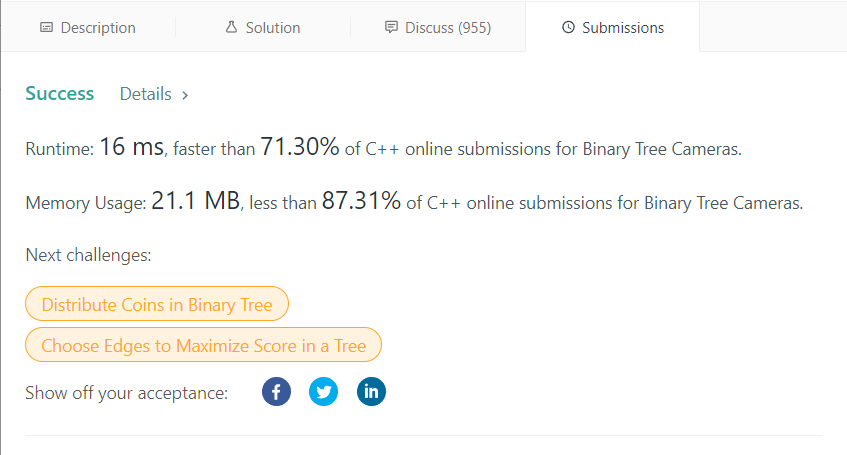 Description Solution Discuss (955) Submissions
Success Details >
Runtime: 16 ms, faster than 71.30% of C++ online submissions for Binary Tree Cameras.
Memory Usage: 21.1 MB, less than 87.31% of C++ online submissions for Binary Tree Cameras.
Next challenges:
Distribute Coins in Binary Tree
Choose Edges to Maximize Score in a Tree
Show off your acceptance: f in